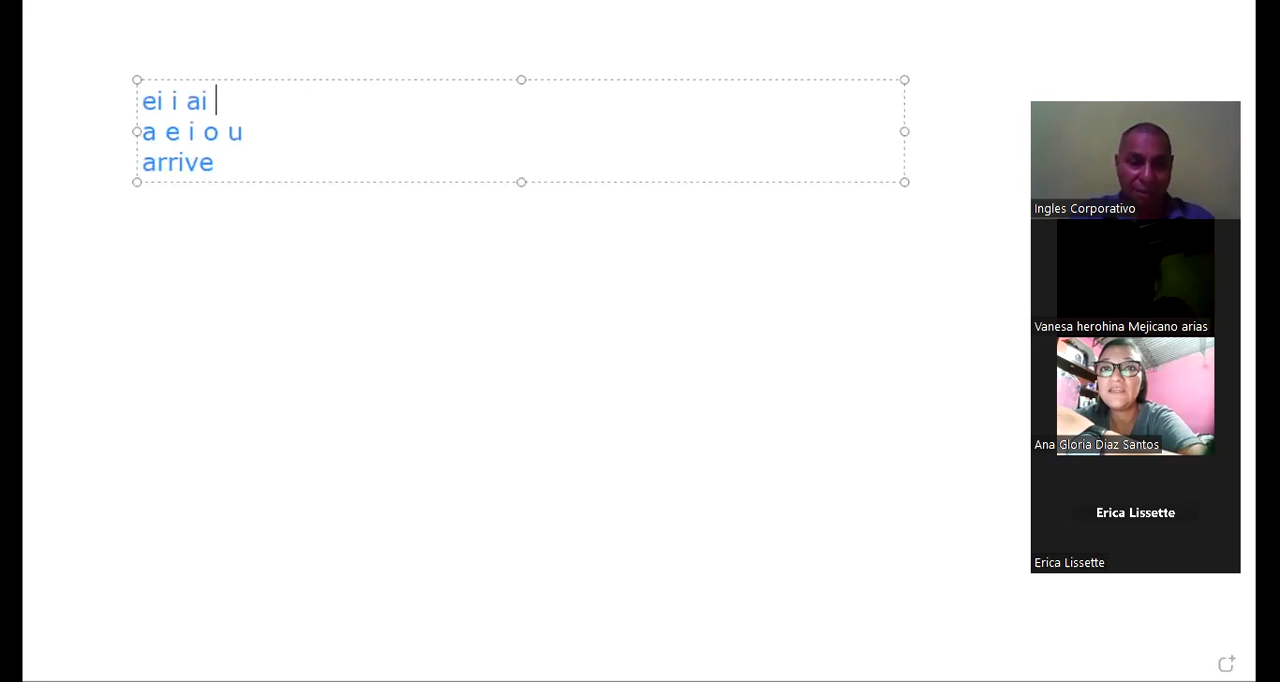 ei i ai
a e i o u
arrive
Ingles Corporativo
Vanesa herohina Mejicano arias
Ana Gloria Diaz Santos
Erica Lissette
Erica Lissette